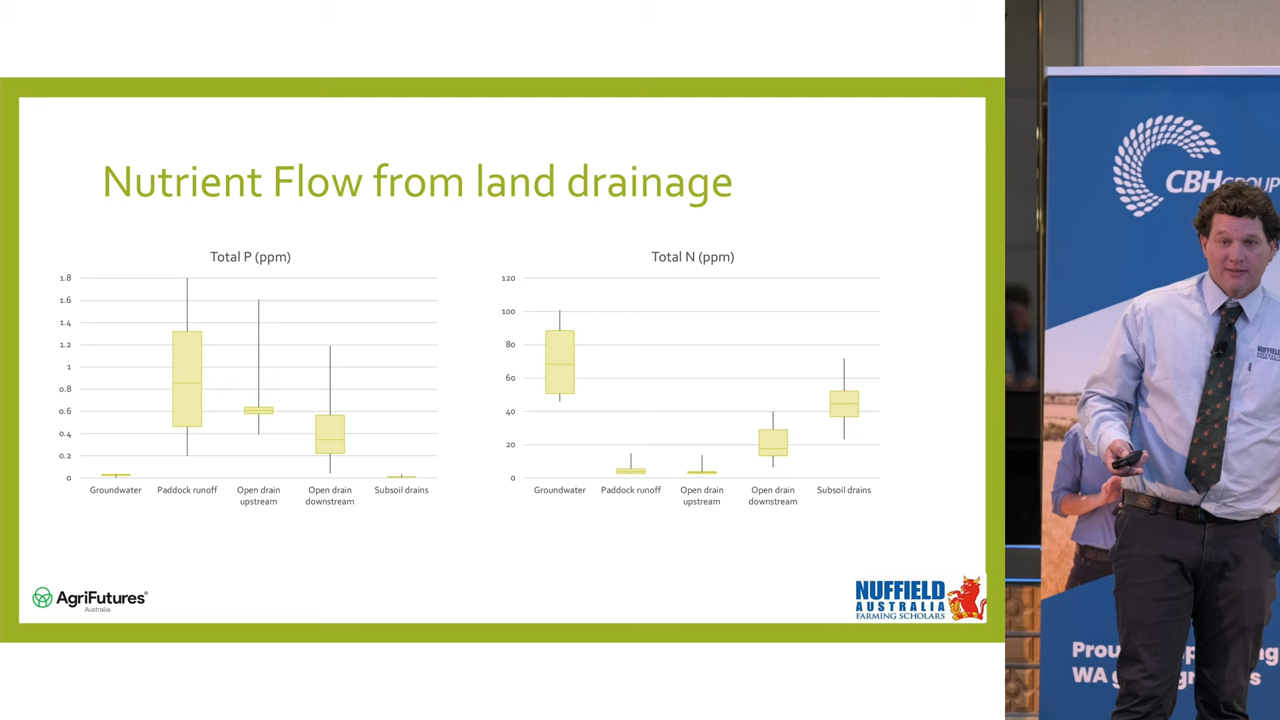 Nutrient Flow from land drainage
Total P (ppm)
1.8
1.6
1.4
1.2
1
0.8
0.6
0.4
0.2
0
Groundwater
Paddock runoff
Open drain
upstream
Open drain
downstream
Subsoil drains
Total N (ppm)
120
100
80
60
40
20
0
Groundwater
Paddock runoff
Open drain
upstream
Open drain
downstream
Subsoil drains
AgriFutures®
Australia
NUFFIELD
AUSTRALIA
FARMING SCHOLARS
CBH GROUP
NUFFIELD
WA